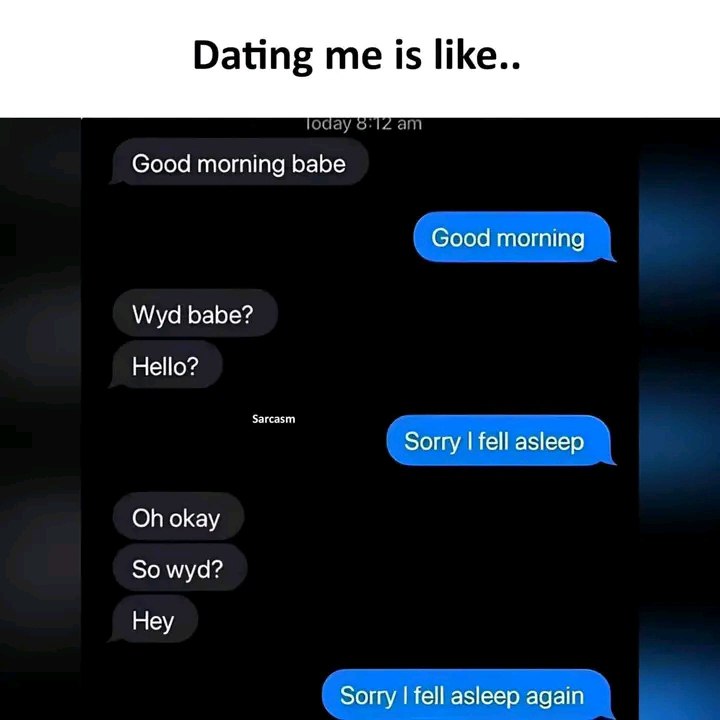 Dating me is like..
Today 8:12 am
Good morning babe
Good morning
Wyd babe?
Hello?
Sarcasm
Sorry I fell asleep
Oh okay
So wyd?
Hey
Sorry I fell asleep again